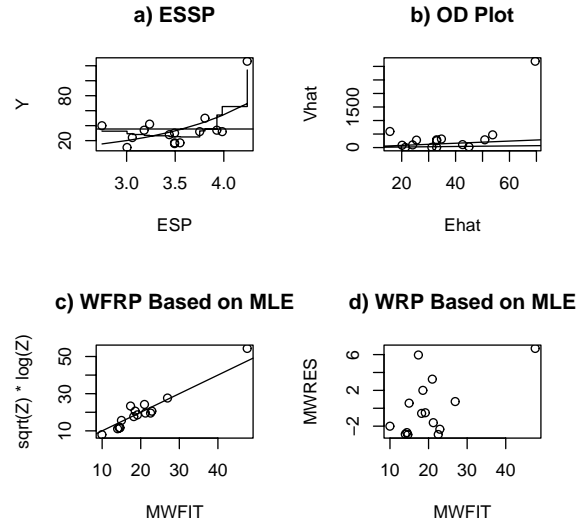 a) ESSP
Y
20
80
3.0
3.5
4.0
ESP
b) OD Plot
Vhat
0
1500
20
40
60
Ehat
c) WFRP Based on MLE
sqrt(Z) * log(Z)
10
30
50
10
20
30
40
MWFIT
d) WRP Based on MLE
MWRES
−2
2
6
10
20
30
40
MWFIT